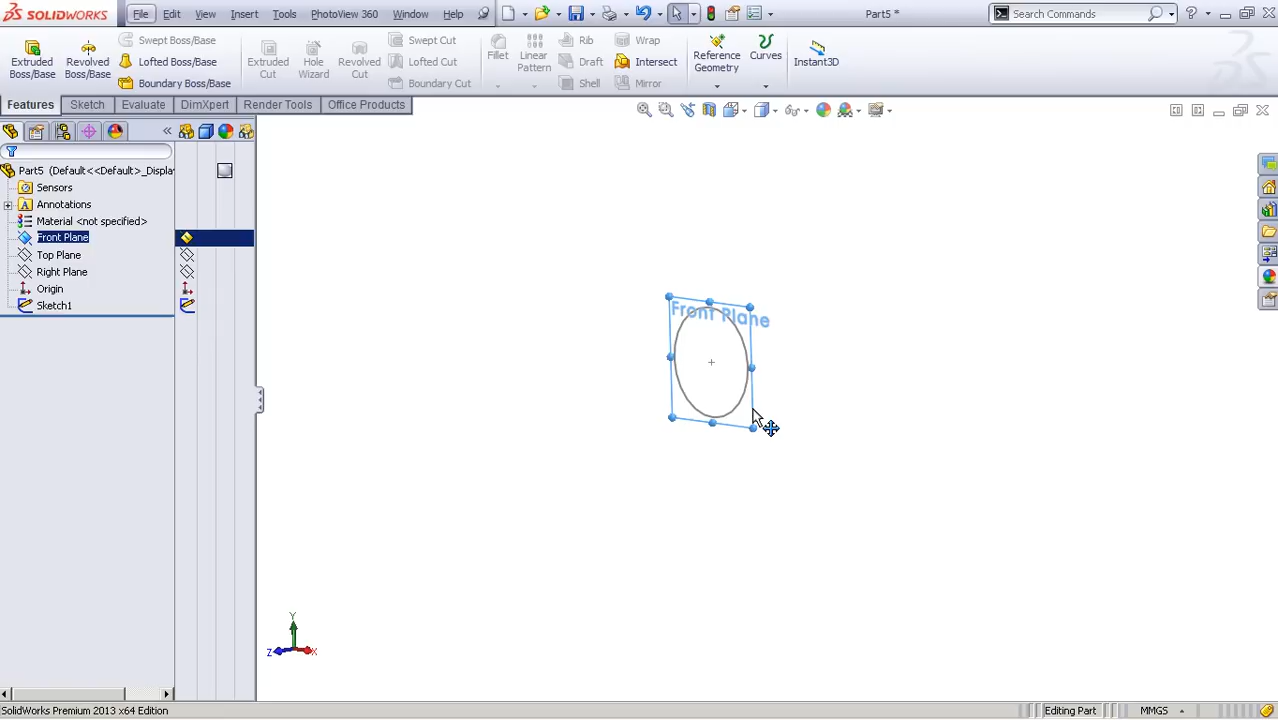 SOLIDWORKS File Edit View Insert Tools PhotoView 360 Window Help Part5 * Search Commands ?
Extruded Boss/Base
Revolved Boss/Base
Swept Boss/Base
Lofted Boss/Base
Boundary Boss/Base
Extruded Cut
Hole Wizard
Revolved Cut
Swept Cut
Lofted Cut
Boundary Cut
Fillet
Linear Pattern
Rib
Draft
Shell
Wrap
Intersect
Mirror
Reference Geometry
Curves
Instant3D
Features Sketch Evaluate DimXpert Render Tools Office Products
Part5 (Default<<Default>_Displa
Sensors
Annotations
Material <not specified>
Front Plane
Top Plane
Right Plane
Origin
Sketch1
Front Plane
Y
Z X
SolidWorks Premium 2013 x64 Edition Editing Part MMGS